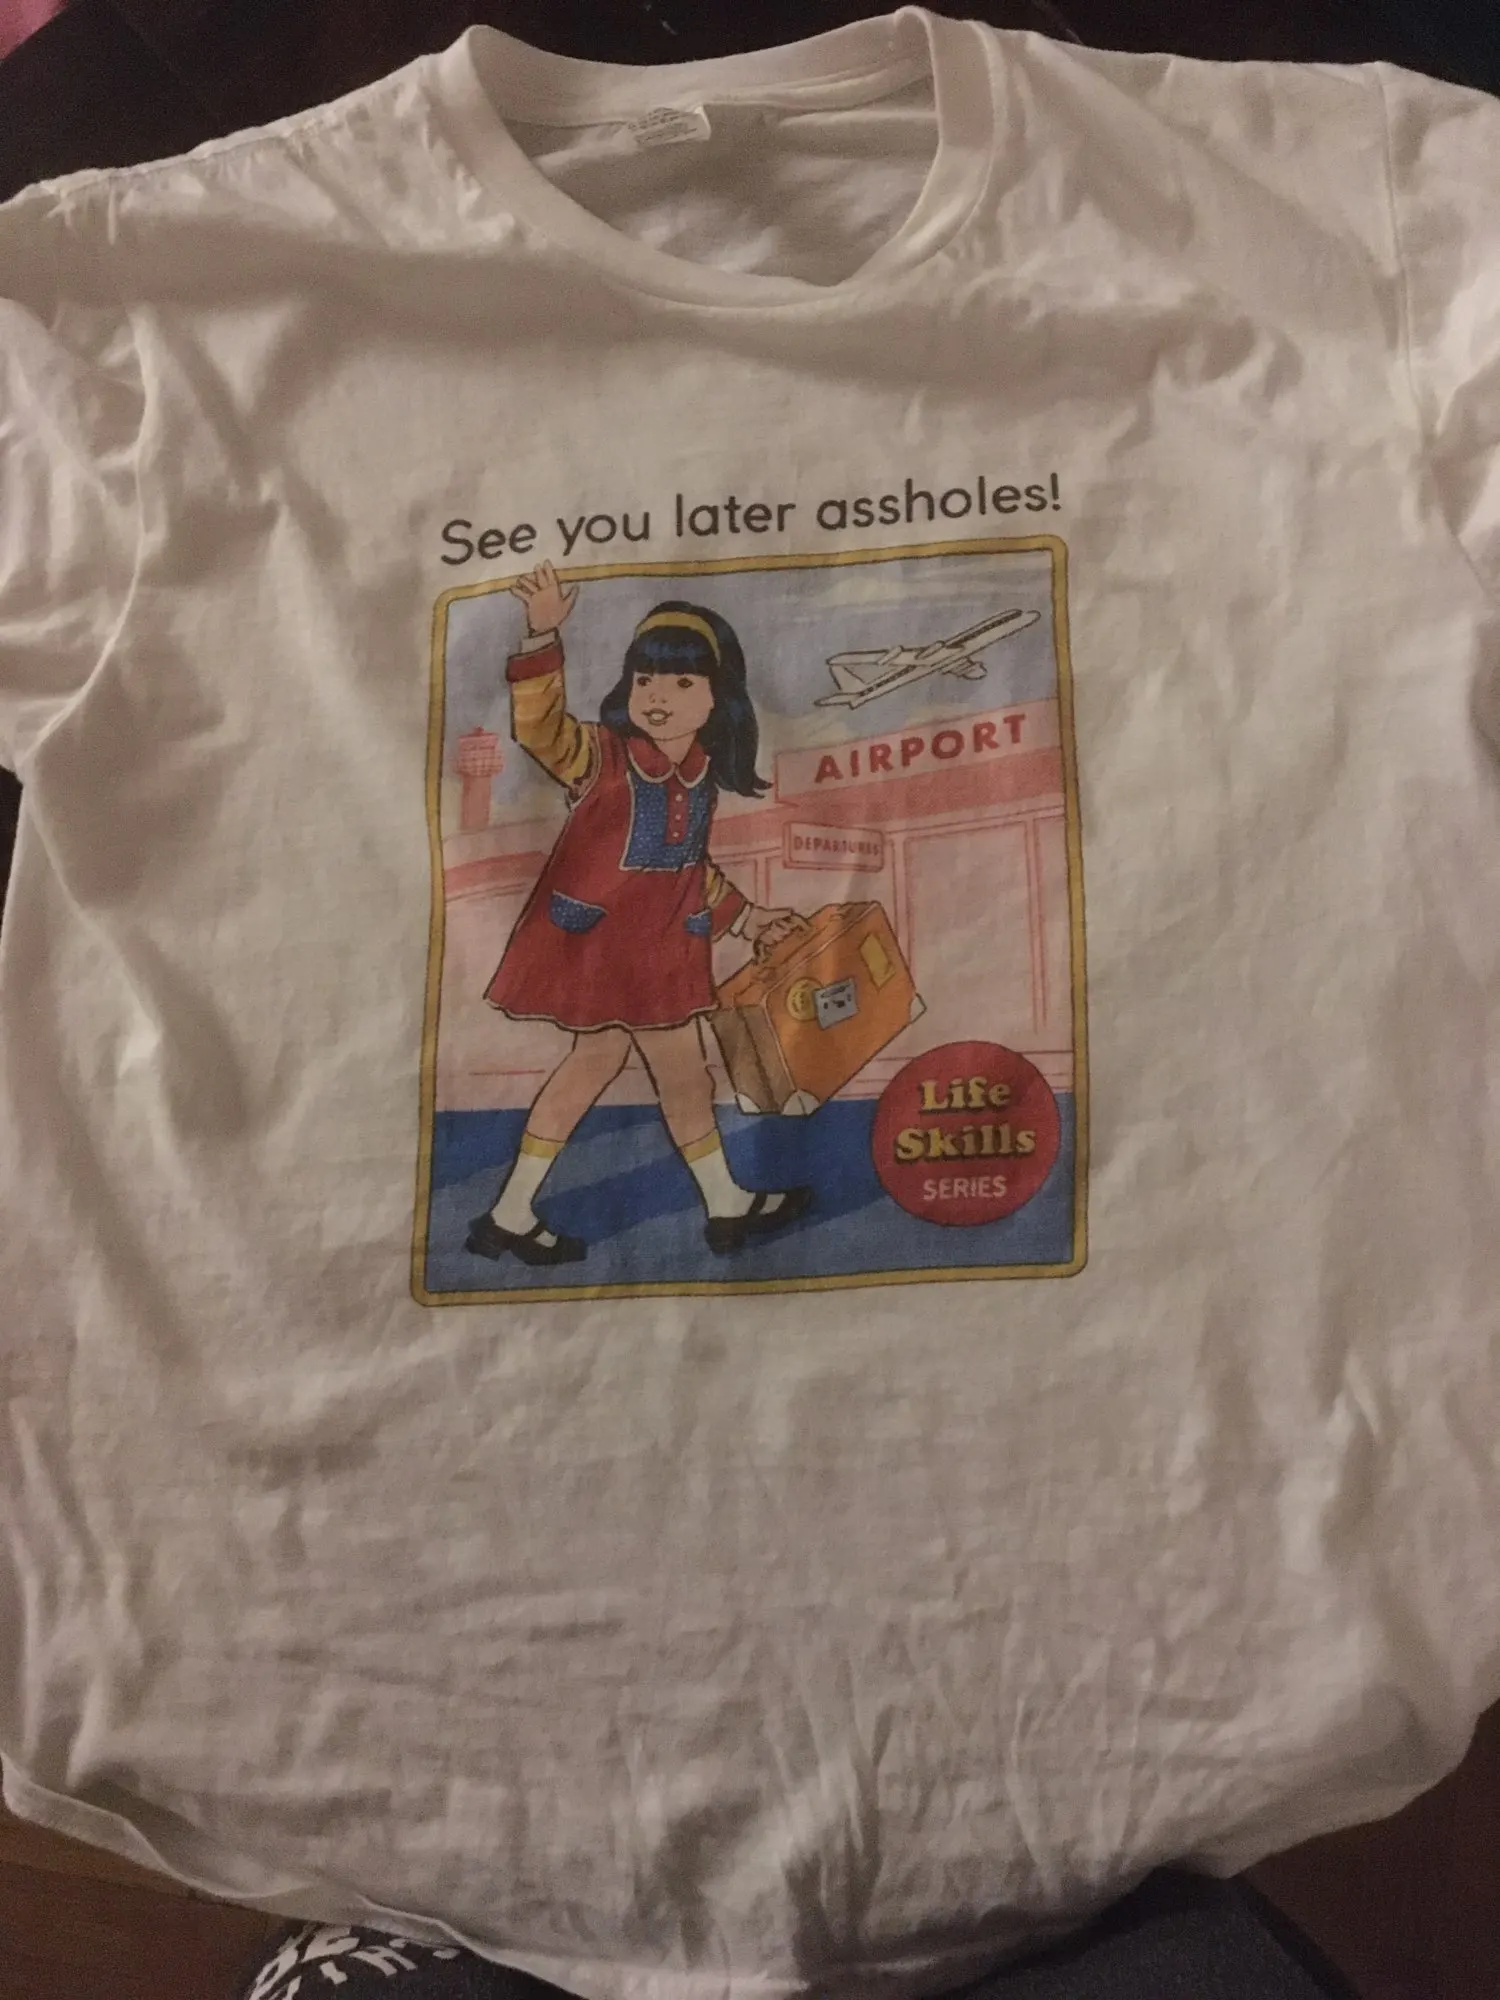 See you later assholes!
AIRPORT
DEPARTURES
Life
Skills
SERIES